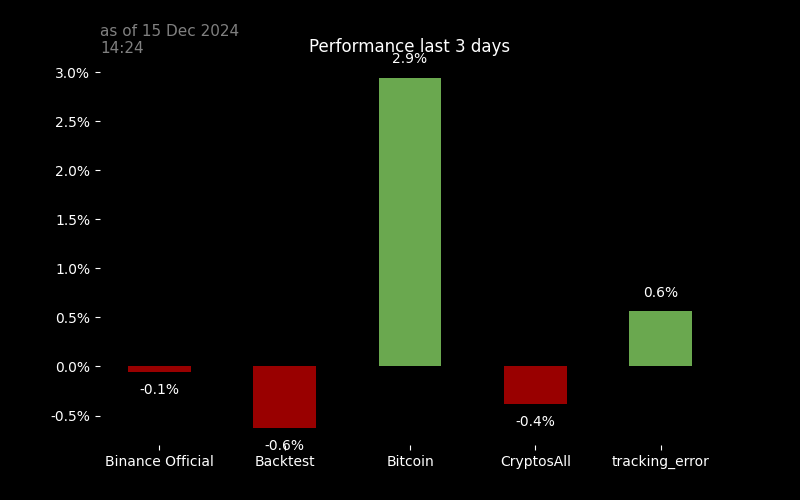 as of 15 Dec 2024
14:24
Performance last 3 days
2.9%
3.0%
2.5%
2.0%
1.5%
1.0%
0.6%
0.5%
0.0%
-0.1%
-0.5%
-0.4%
-0.6%
Binance Official
Backtest
Bitcoin
CryptosAll
tracking_error